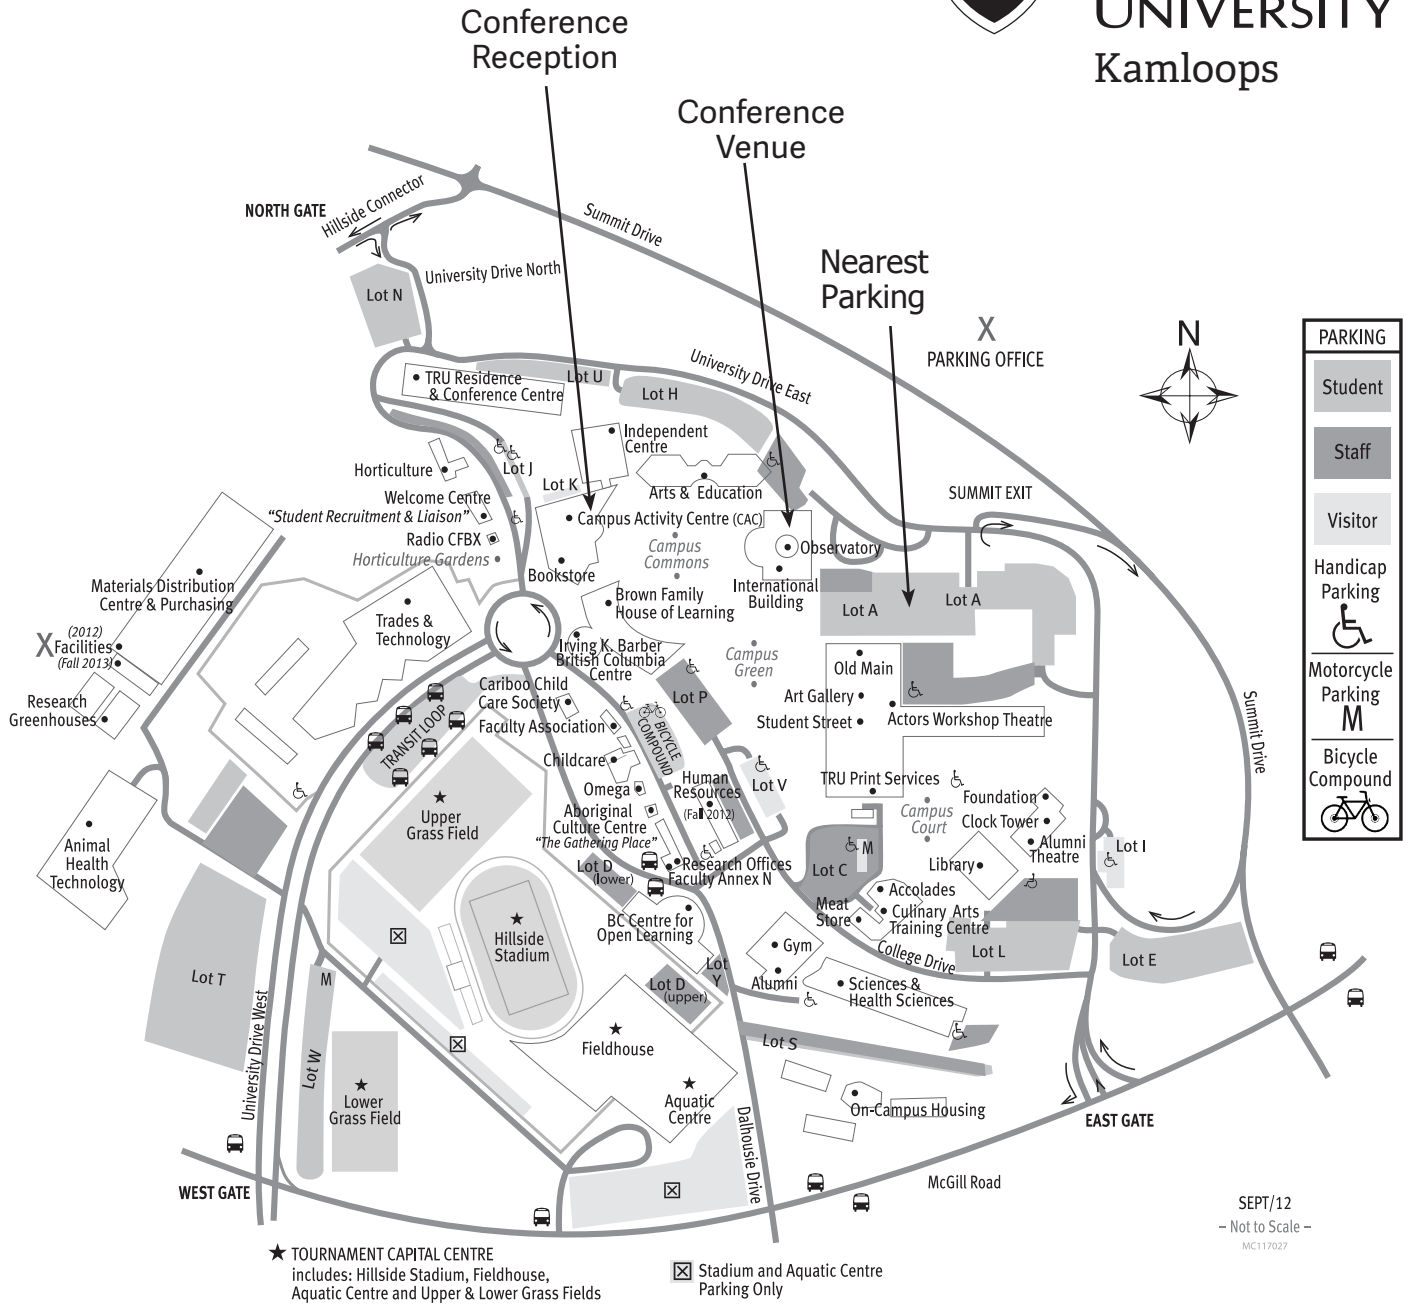 UNIVERSITY
Kamloops
Conference
Reception
Conference
Venue
Nearest
Parking
NORTH GATE
Hillside Connector
Summit Drive
University Drive North
Lot N
X
PARKING OFFICE
N
University Drive East
TRU Residence
& Conference Centre
Lot U
Lot H
Independent
Centre
Horticulture
Lot J
Lot K
Arts & Education
Welcome Centre
“Student Recruitment & Liaison”
Radio CFBX
Horticulture Gardens
Campus Activity Centre (CAC)
Campus
Commons
Bookstore
Observatory
International
Building
SUMMIT EXIT
Lot A
Lot A
Materials Distribution
Centre & Purchasing
(2012)
X Facilities
(Fall 2013)
Research
Greenhouses
Trades &
Technology
Brown Family
House of Learning
Irving K. Barber
British Columbia
Centre
Campus
Green
Old Main
Art Gallery
Student Street
Actors Workshop Theatre
Summit Drive
Cariboo Child
Care Society
Faculty Association
Lot P
BICYCLE
COMPOUND
TRANSIT LOOP
Childcare
Omega
Human
Resources
(Fall 2012)
Lot V
TRU Print Services
Campus
Court
Foundation
Clock Tower
Alumni
Theatre
Lot I
Upper
Grass Field
Aboriginal
Culture Centre
“The Gathering Place”
Animal
Health
Technology
Research Offices
Faculty Annex N
Lot D
(lower)
M
Lot C
Library
Accolades
Meat
Store
Culinary Arts
Training Centre
BC Centre for
Open Learning
Hillside
Stadium
Gym
Alumni
College Drive
Lot L
Lot E
Lot T
M
Lot
Y
Lot D
(upper)
Sciences &
Health Sciences
University Drive West
Lot W
Fieldhouse
Lot S
Lower
Grass Field
Aquatic
Centre
On-Campus Housing
EAST GATE
Dalhousie Drive
WEST GATE
McGill Road
SEPT/12
– Not to Scale –
MC117027
★ TOURNAMENT CAPITAL CENTRE
includes: Hillside Stadium, Fieldhouse,
Aquatic Centre and Upper & Lower Grass Fields
Stadium and Aquatic Centre
Parking Only
PARKING
Student
Staff
Visitor
Handicap
Parking
Motorcycle
Parking
M
Bicycle
Compound